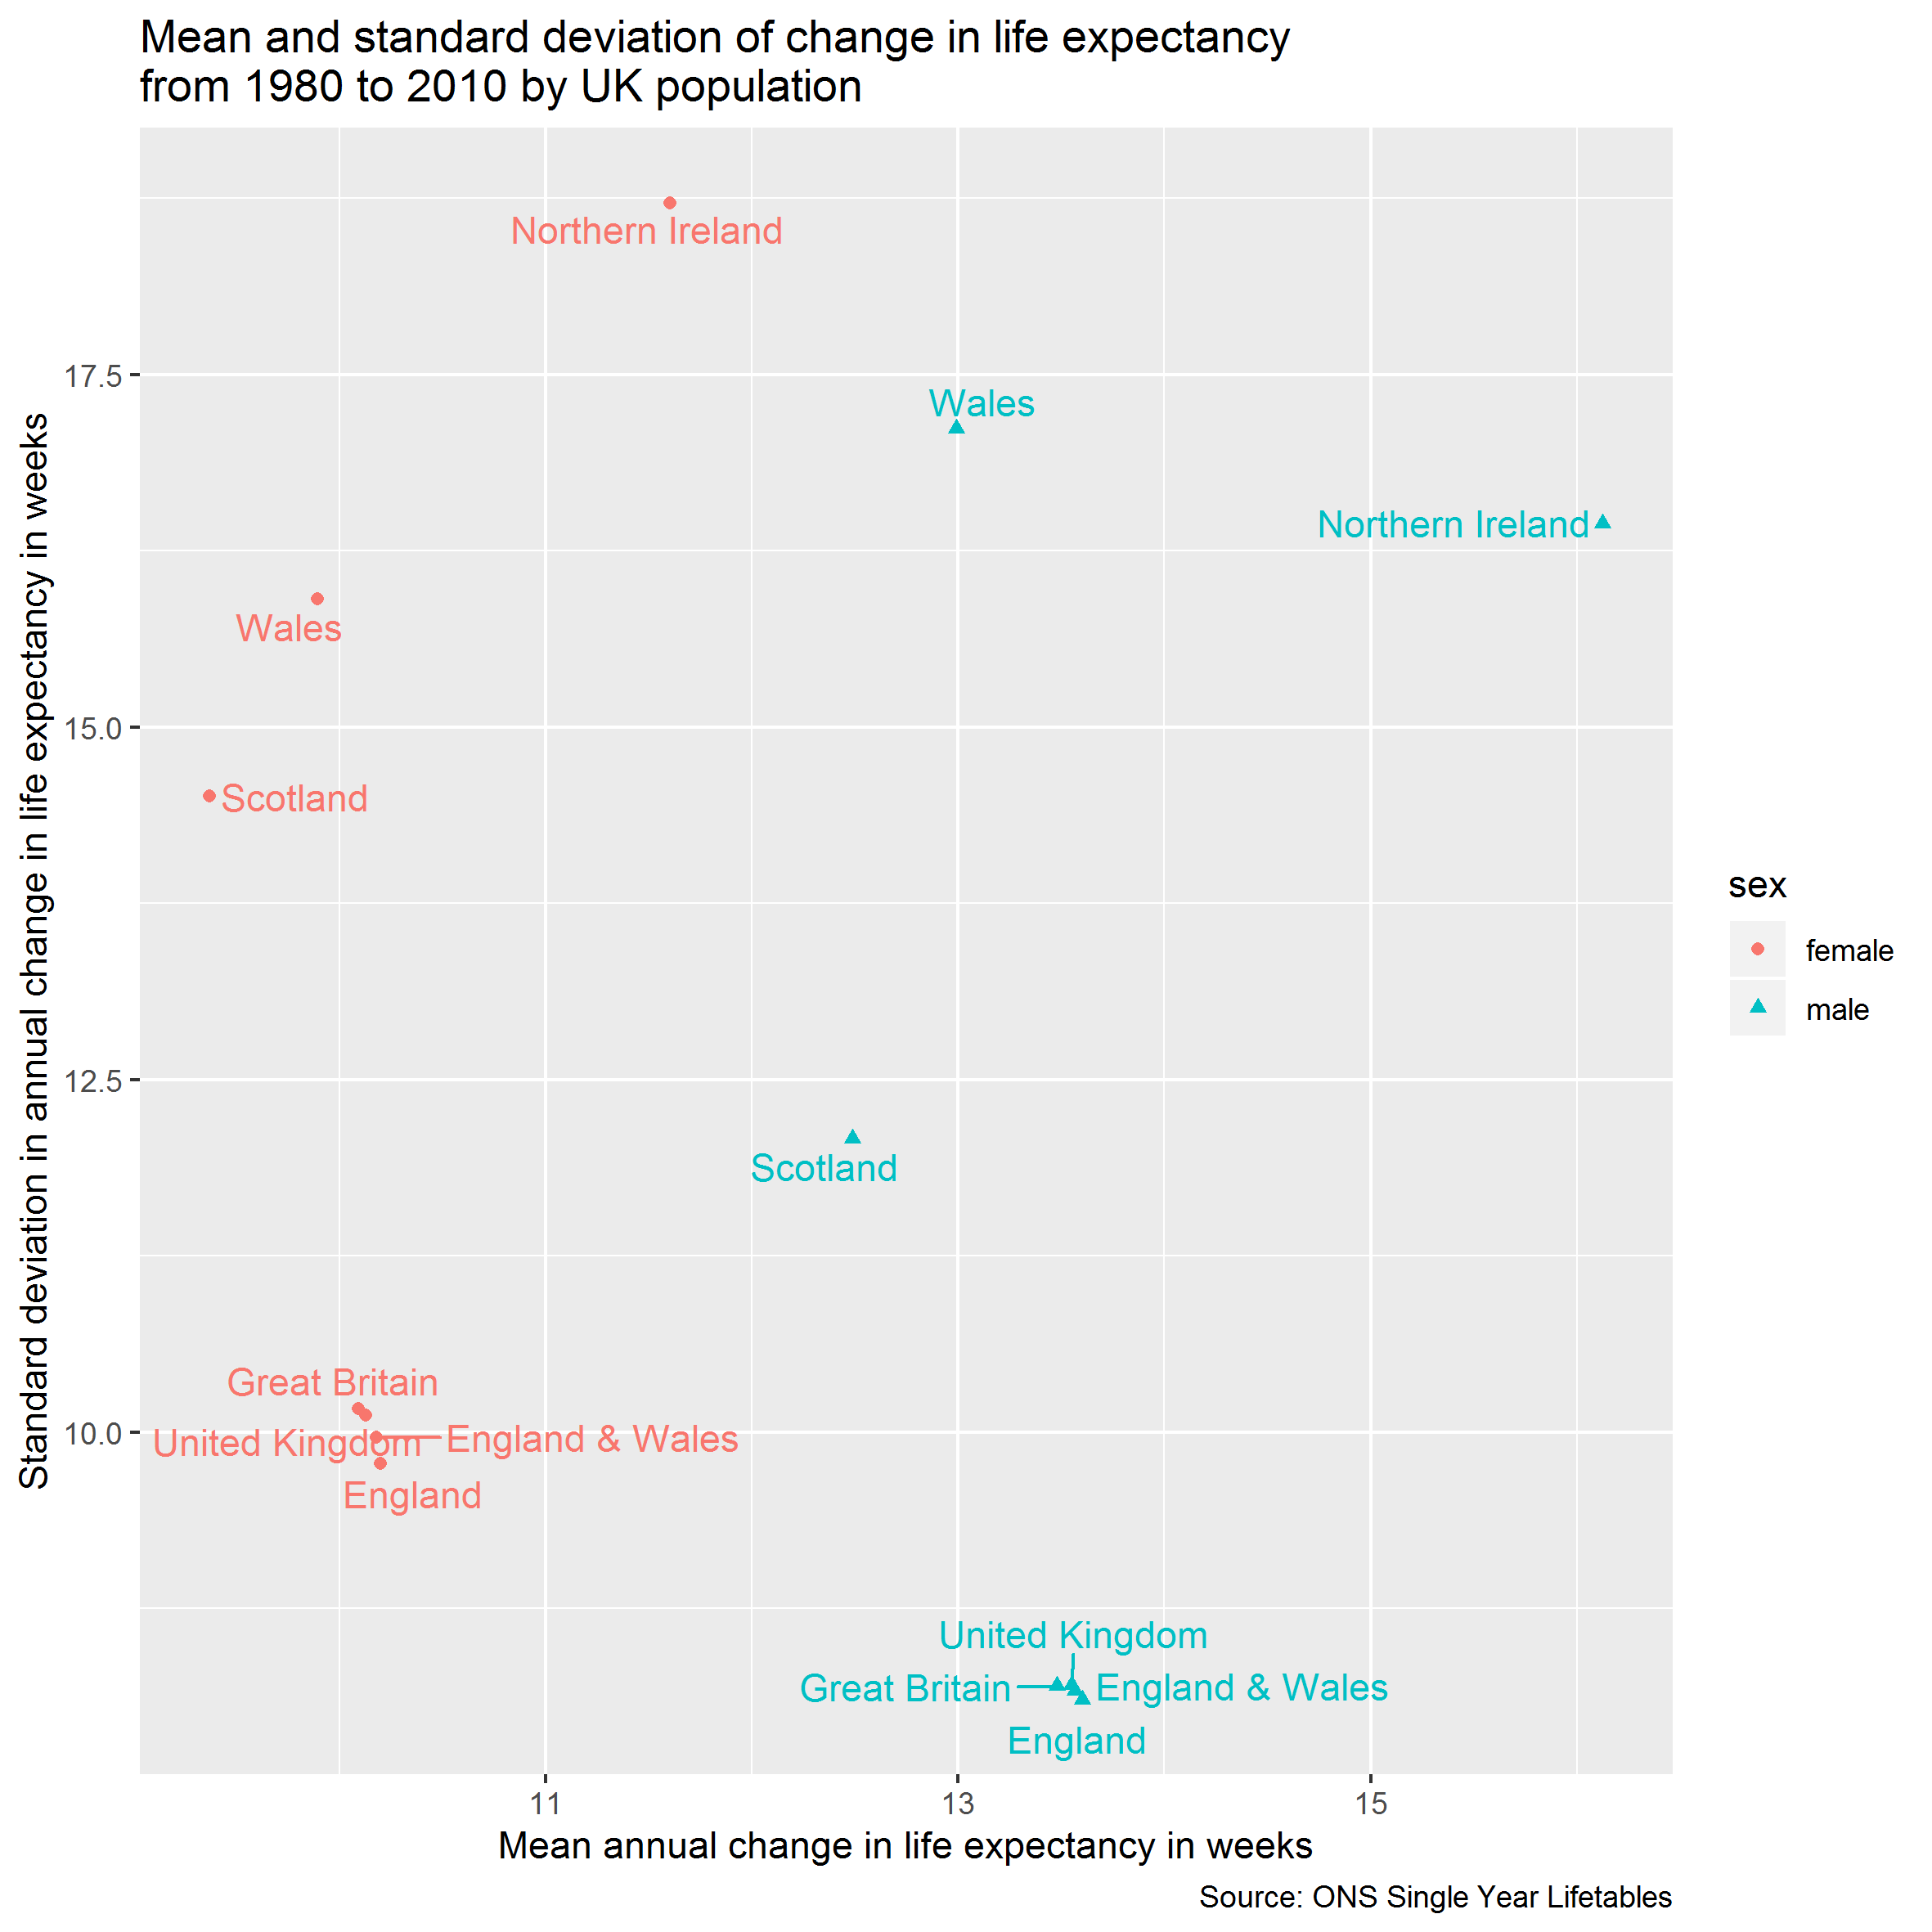 Mean and standard deviation of change in life expectancy
from 1980 to 2010 by UK population
Standard deviation in annual change in life expectancy in weeks
17.5
15.0
12.5
10.0
Northern Ireland
Wales
Northern Ireland
Wales
Scotland
Scotland
Great Britain
United Kingdom
England & Wales
England
United Kingdom
Great Britain
England & Wales
England
sex
female
male
11
13
15
Mean annual change in life expectancy in weeks
Source: ONS Single Year Lifetables